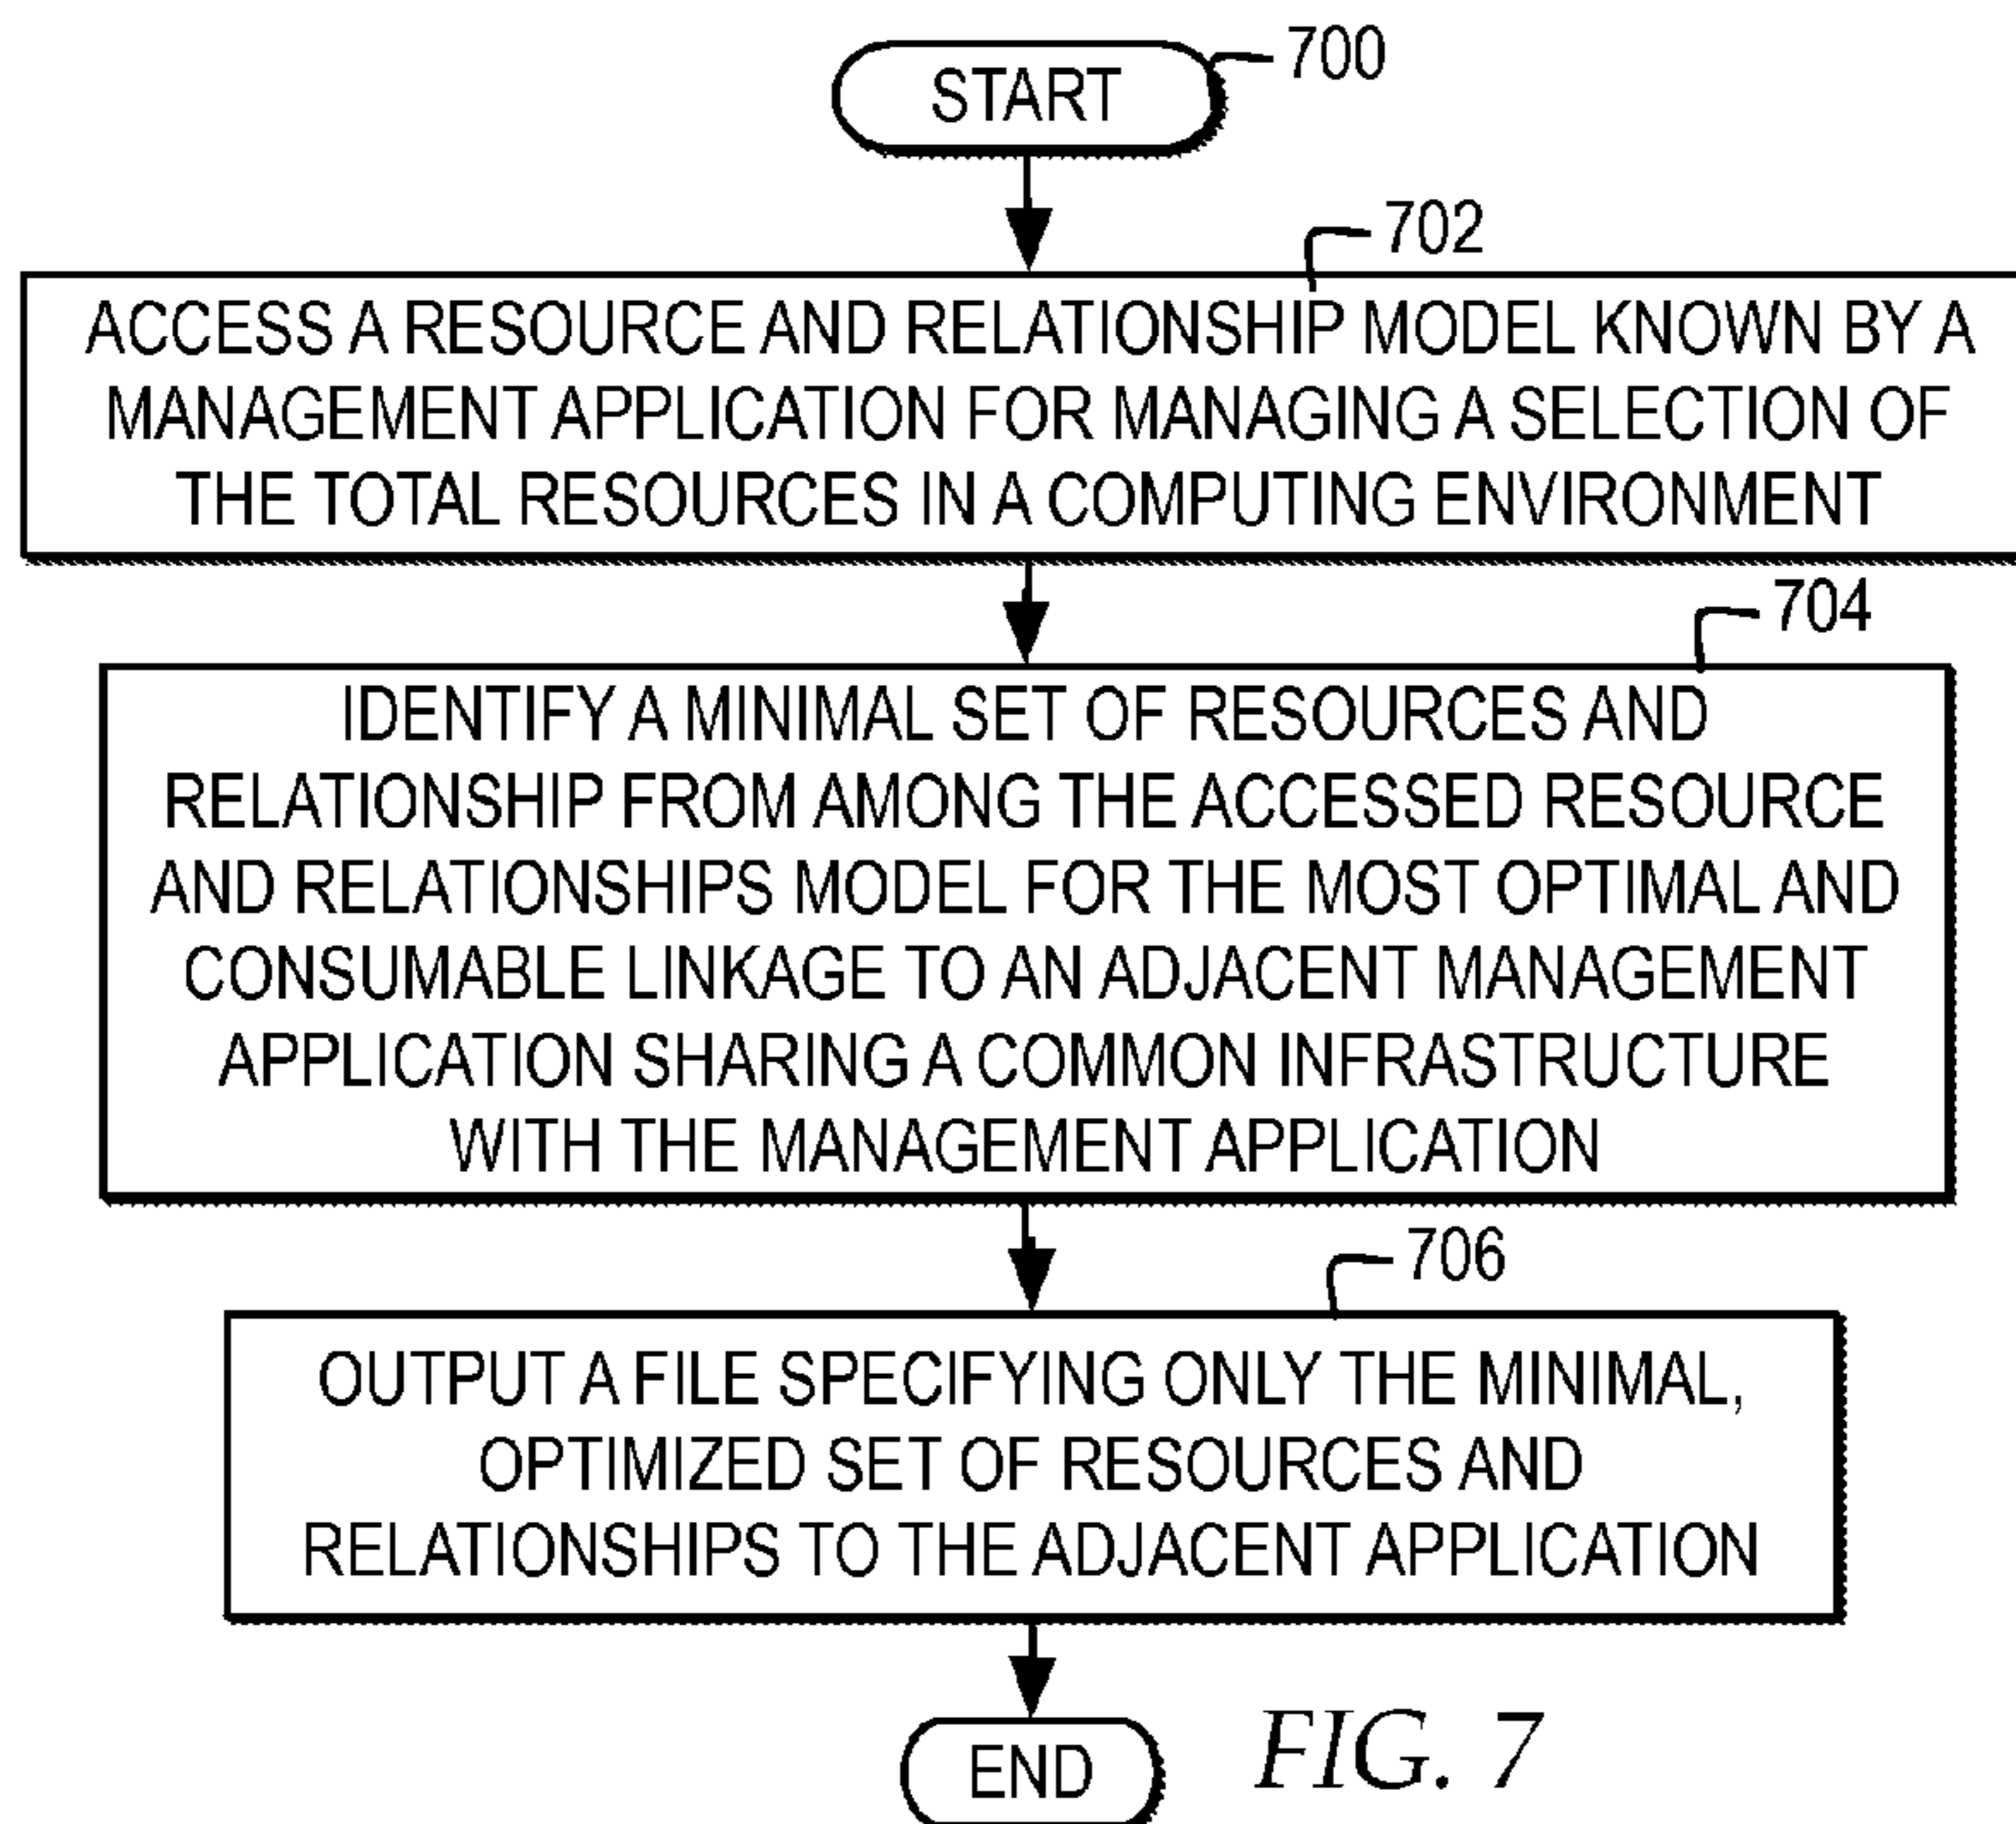 START
700
702
ACCESS A RESOURCE AND RELATIONSHIP MODEL KNOWN BY A
MANAGEMENT APPLICATION FOR MANAGING A SELECTION OF
THE TOTAL RESOURCES IN A COMPUTING ENVIRONMENT
704
IDENTIFY A MINIMAL SET OF RESOURCES AND
RELATIONSHIP FROM AMONG THE ACCESSED RESOURCE
AND RELATIONSHIPS MODEL FOR THE MOST OPTIMAL AND
CONSUMABLE LINKAGE TO AN ADJACENT MANAGEMENT
APPLICATION SHARING A COMMON INFRASTRUCTURE
WITH THE MANAGEMENT APPLICATION
706
OUTPUT A FILE SPECIFYING ONLY THE MINIMAL,
OPTIMIZED SET OF RESOURCES AND
RELATIONSHIPS TO THE ADJACENT APPLICATION
END
FIG. 7